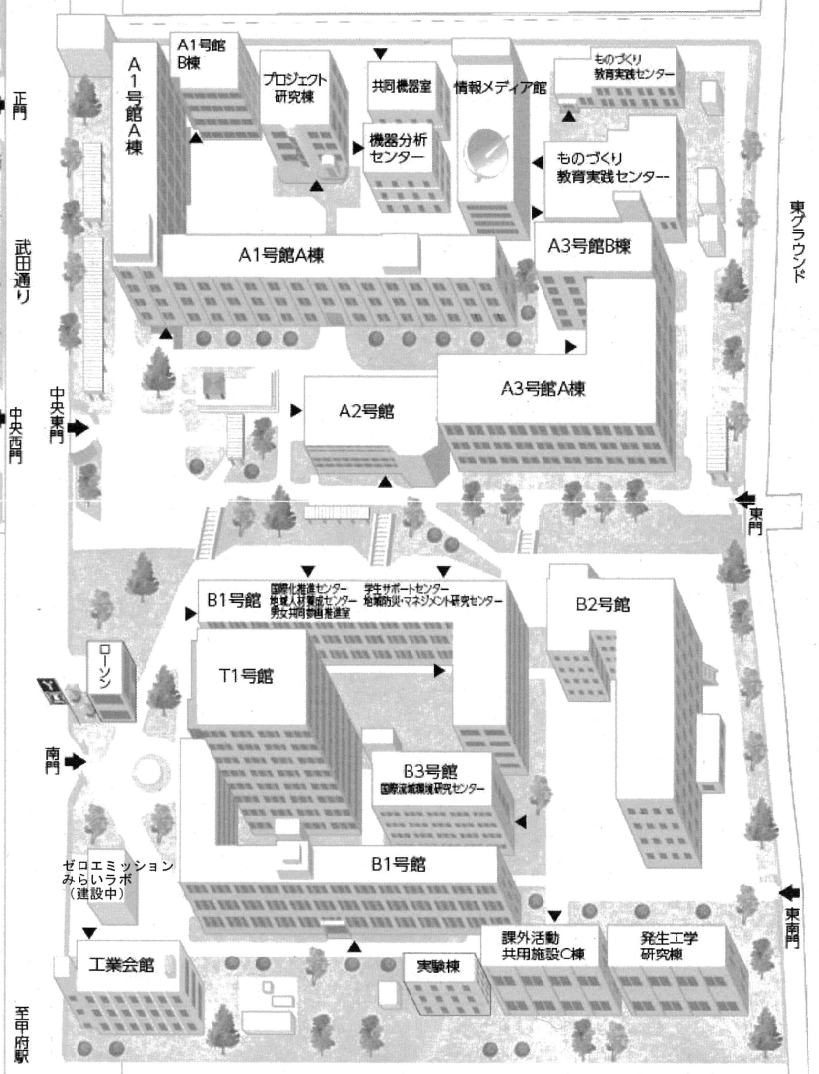 A1号館
B棟
A1号館A棟
プロジェクト
研究棟
共同機器室
情報メディア館
ものづくり
教育実践センター
正門
機器分析
センター
ものづくり
教育実践センター
東グラウンド
武田通り
A1号館A棟
A3号館B棟
中央東門
中央西門
A2号館
A3号館A棟
東門
B1号館
国際化推進センター
地域人材養成センター
男女共同参画推進室
学生サポートセンター
地域防災・マネジメント研究センター
B2号館
ローソン
T1号館
南門
B3号館
国際流域環境研究センター
ゼロエミッション
みらいラボ
（建設中）
B1号館
東南門
工業会館
実験棟
課外活動
共用施設C棟
発生工学
研究棟
至甲府駅